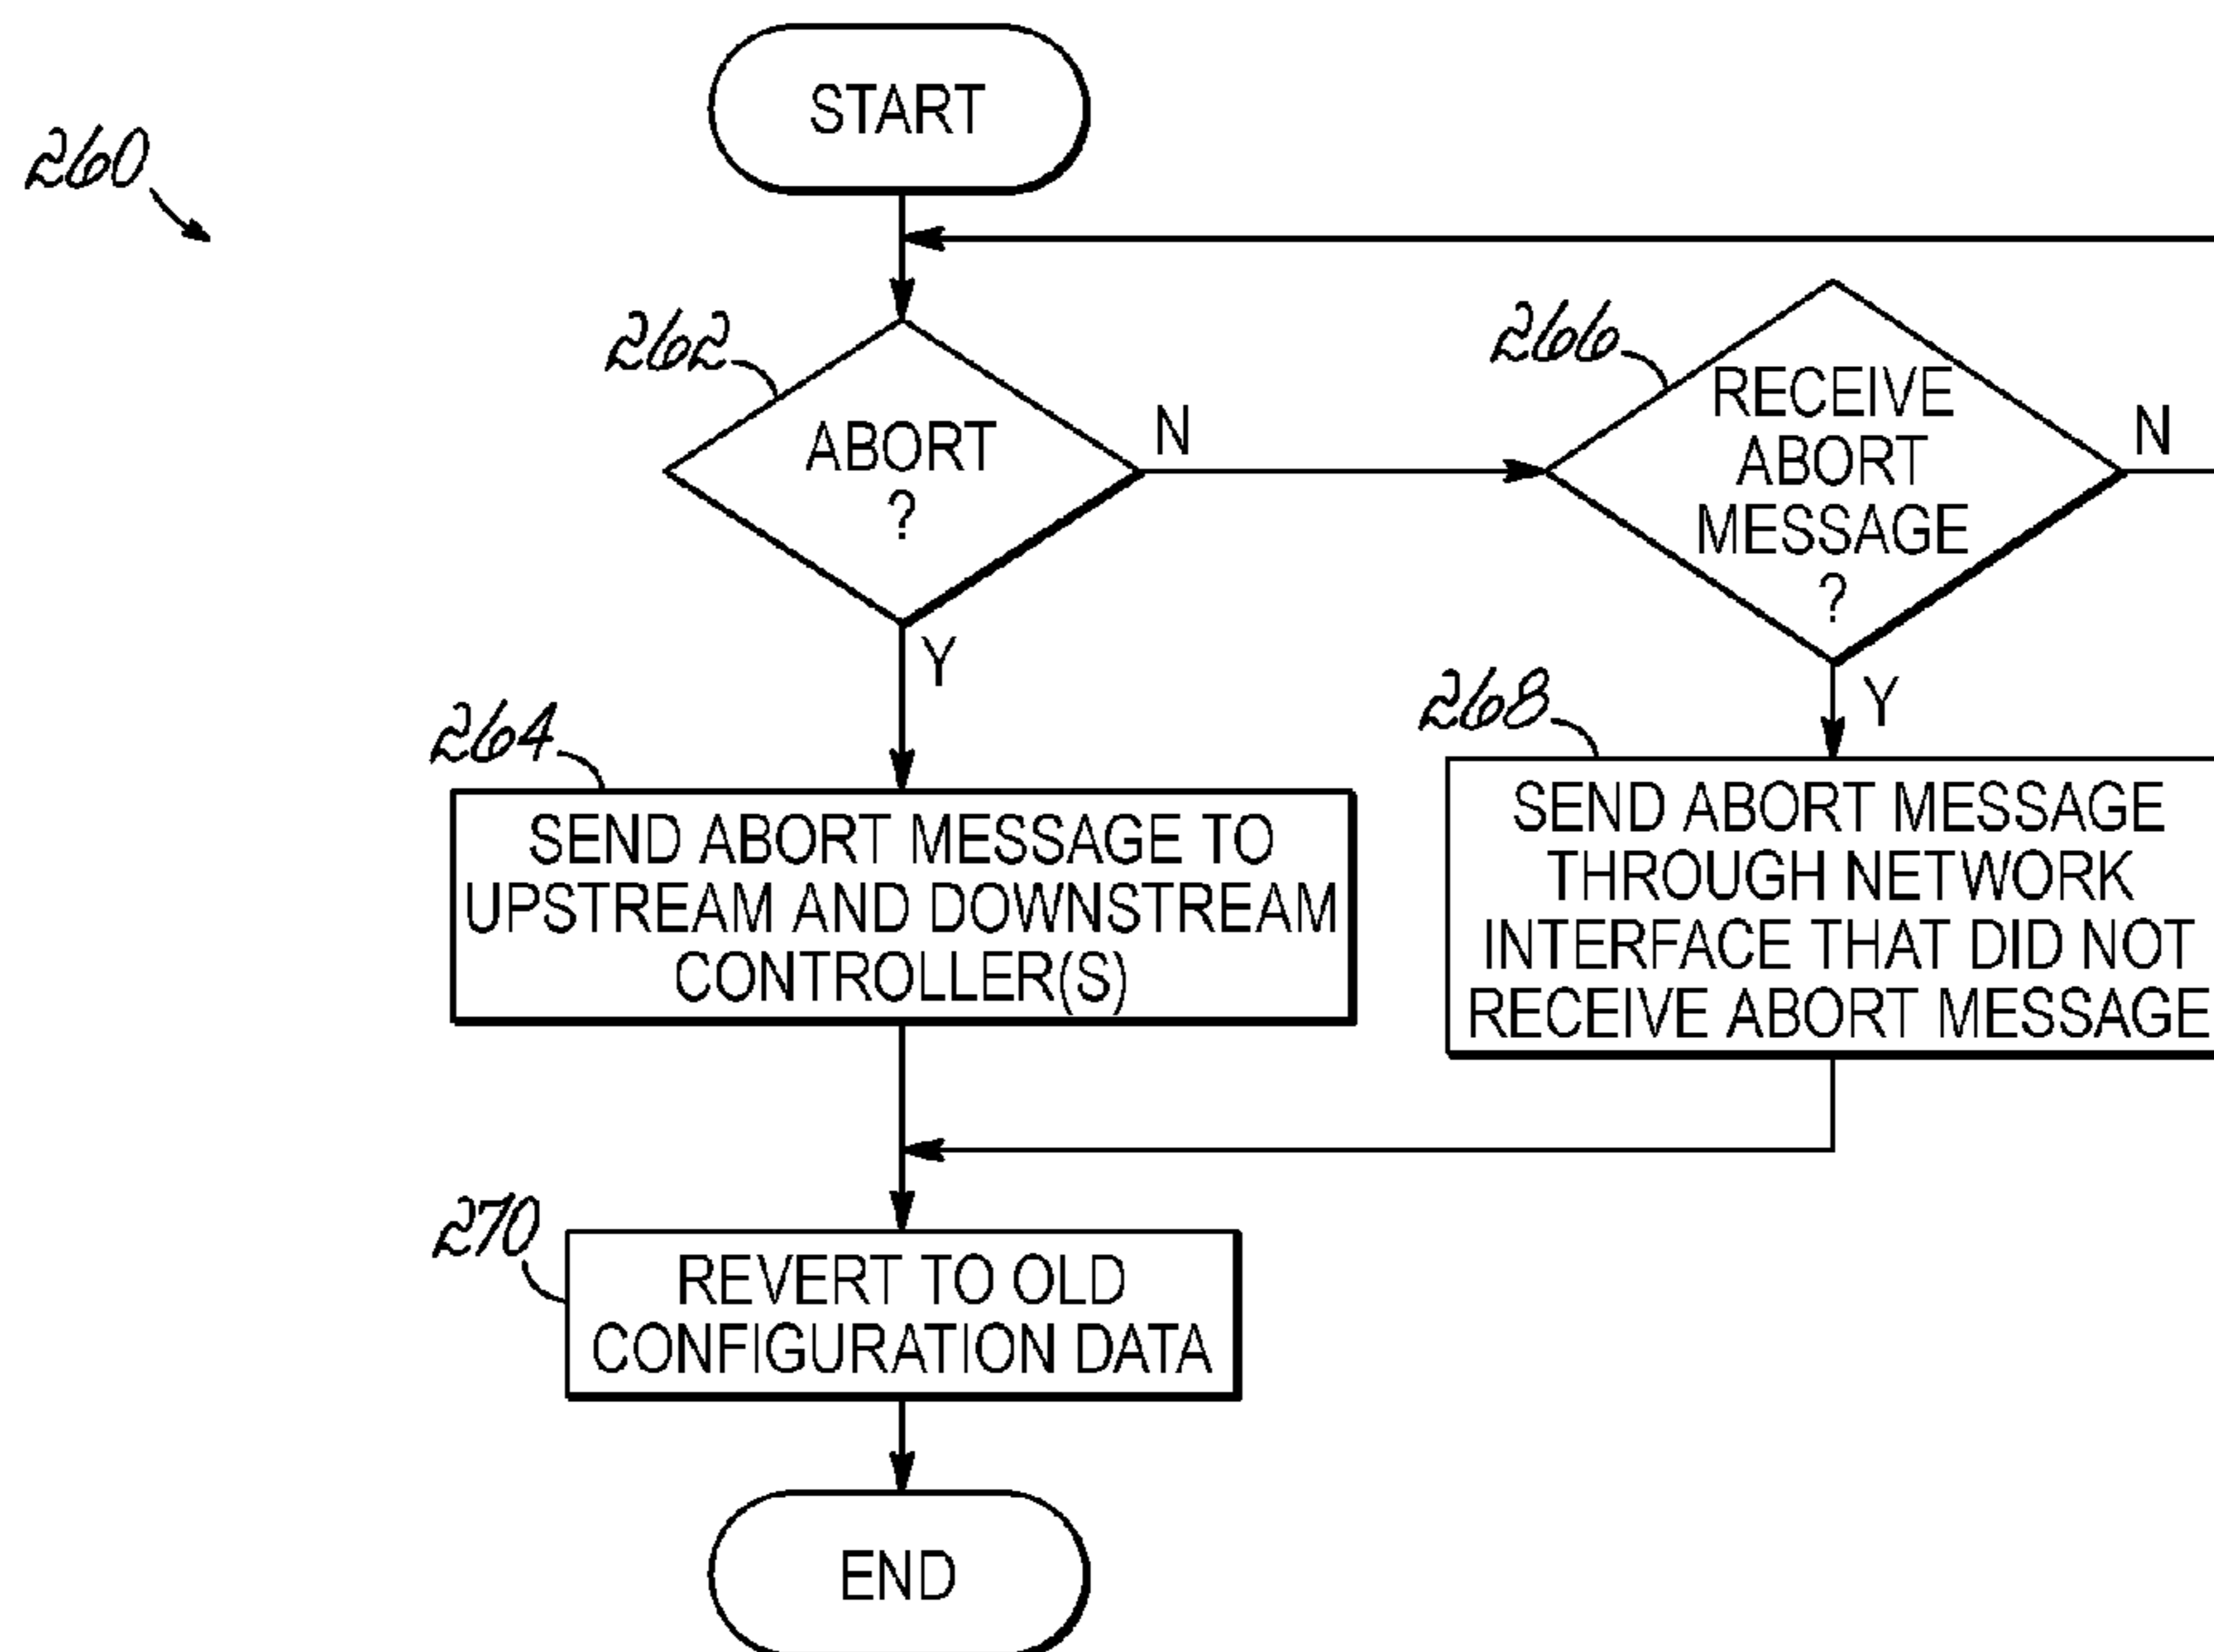 START
260
262
ABORT
?
N
Y
266
RECEIVE
ABORT
MESSAGE
?
N
Y
264
SEND ABORT MESSAGE TO
UPSTREAM AND DOWNSTREAM
CONTROLLER(S)
268
SEND ABORT MESSAGE
THROUGH NETWORK
INTERFACE THAT DID NOT
RECEIVE ABORT MESSAGE
270
REVERT TO OLD
CONFIGURATION DATA
END